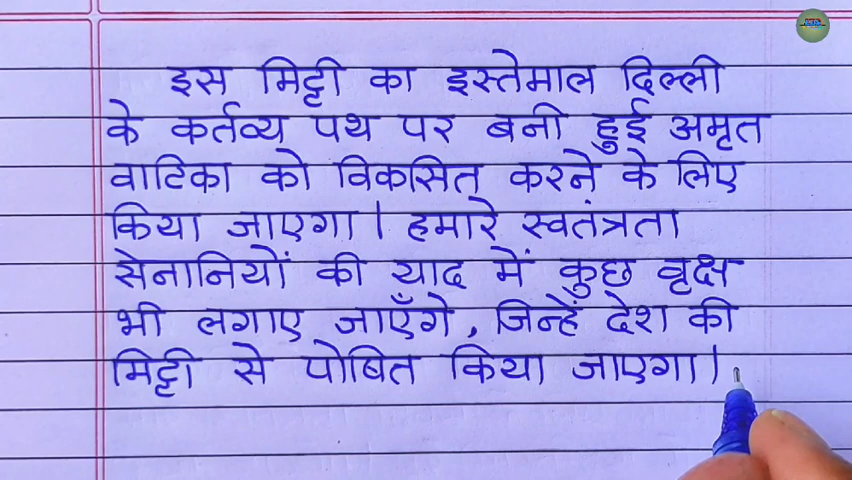 इस मिट्टी का इस्तेमाल दिल्ली
के कर्तव्य पथ पर बनी हुई अमृत
वाटिका को विकसित करने के लिए
किया जाएगा। हमारे स्वतंत्रता
सेनानियों की याद में कुछ वृक्ष
भी लगाए जाएँगे, जिन्हें देश की
मिट्टी से पोषित किया जाएगा।